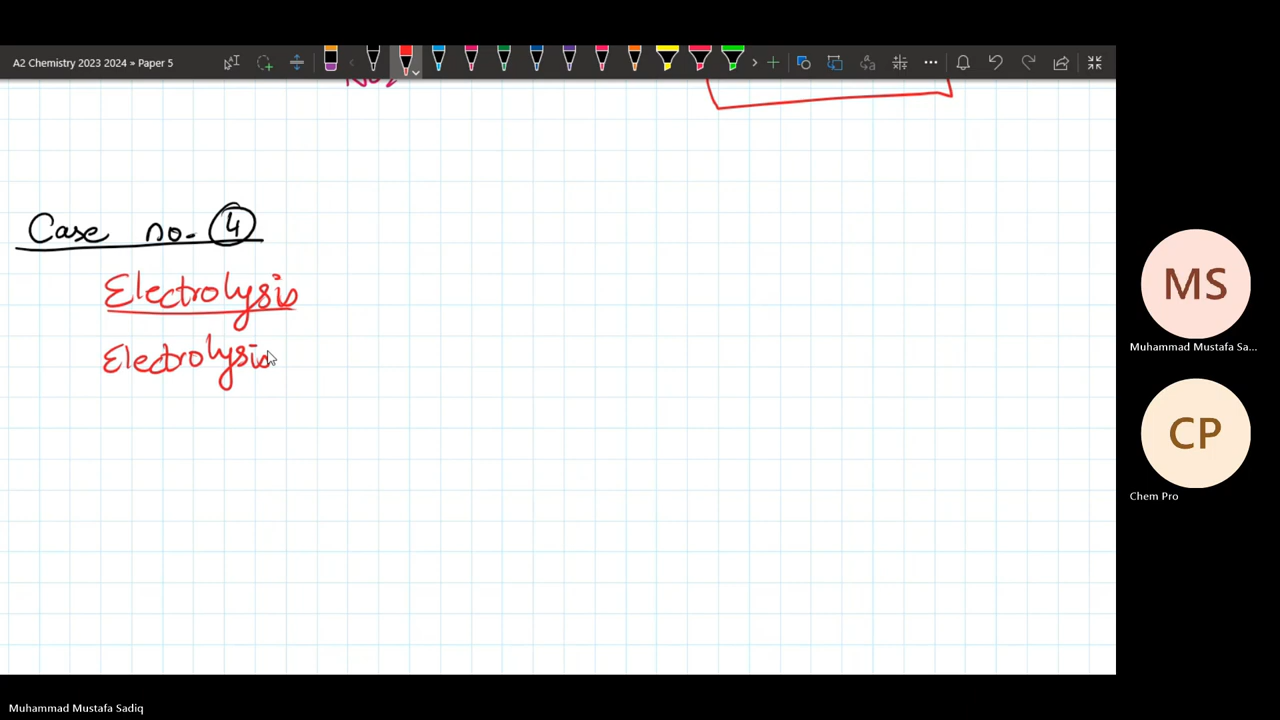 A2 Chemistry 2023 2024 » Paper 5
Case no. 4
Electrolysis
Electrolysis
MS
Muhammad Mustafa Sa...
CP
Chem Pro
Muhammad Mustafa Sadiq